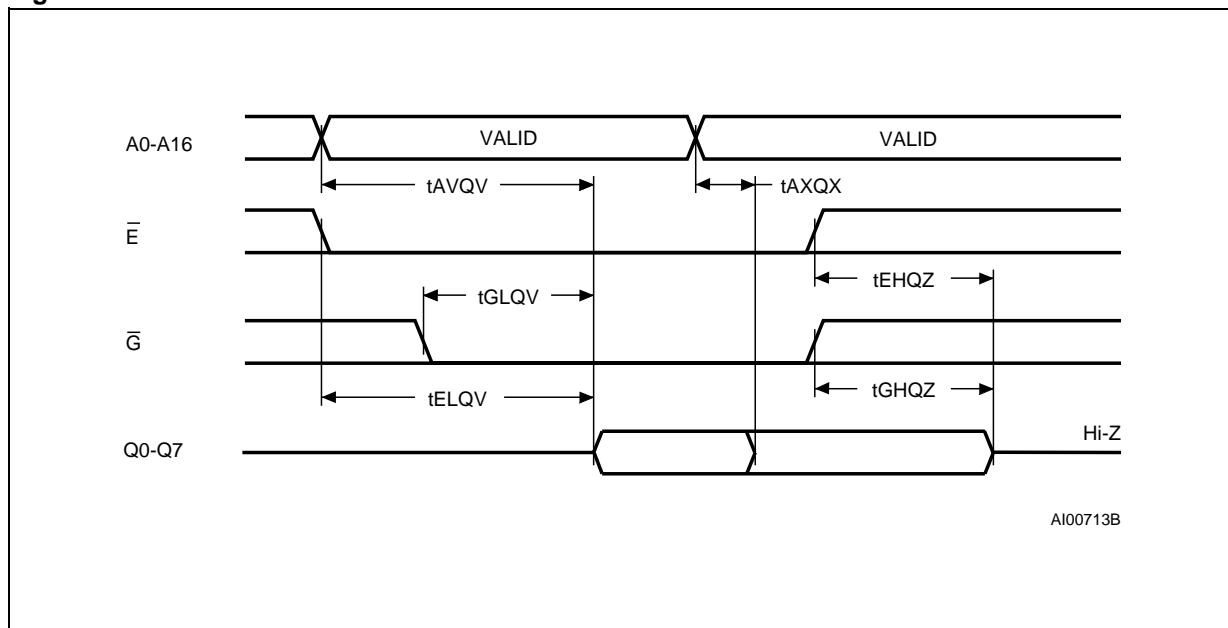 A0-A16
VALID
VALID
tAVQV
tAXQX
E̅
tEHQZ
tGLQV
G̅
tELQV
tGHQZ
Q0-Q7
Hi-Z
AI00713B